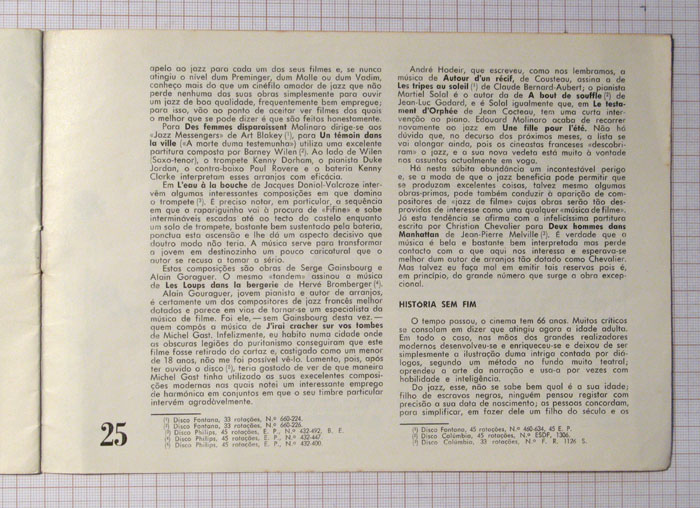 apelo ao jazz para cada um dos seus filmes e, se nunca
atingiu o nível dum Preminger, dum Malle ou dum Vadim,
conheço mais do que um cinéfilo amador de jazz que não
perde nenhuma das suas obras simplesmente para ouvir
um jazz de boa qualidade, frequentemente bem empregue;
para isso, vão ao ponto de aceitar ver filmes dos quais
o melhor que se pode dizer é que são feitos honestamente.
Para Des femmes disparaissent Molinaro dirige-se aos
«Jazz Messengers» de Art Blakey (¹), para Un témoin dans
la ville («A morte duma testemunha») utiliza uma excelente
partitura composta por Barney Wilen (²). Ao lado de Wilen
(Saxo-tenor), o trompete Kenny Dorham, o pianista Duke
Jordan, o contra-baixo Paul Rovere e o bateria Kenny
Clarke interpretam esses arranjos com eficácia.
Em L'eau à la bouche de Jacques Doniol-Valcroze inter-
vêm algumas interessantes composições em que domina
o trompete (³). É preciso notar, em particular, a sequência
em que a rapariguinha vai à procura de «Fifine» e sobe
intermináveis escadas até ao tecto do castelo enquanto
um solo de trompete, bastante bem sustentado pela bateria,
ponctua esta ascensão e lhe dá um aspecto decisivo que
doutro modo não teria. A música serve para transformar
a jovem em destinozinho um pouco caricatural que o
autor se recusa a tomar a sério.
Estas composições são obras de Serge Gainsbourg e
Alain Goraguer. O mesmo «tandem» assinou a música
de Les Loups dans la bergerie de Hervé Bromberger (⁴).
Alain Gouraguer, jovem pianista e autor de arranjos,
é certamente um dos compositores de jazz francês melhor
dotados e parece em vias de tornar-se um especialista da
música de filme. Foi ele, — sem Gainsbourg desta vez, —
quem compôs a música de J'irai cracher sur vos tombes
de Michel Gast. Infelizmente, eu habito numa cidade onde
as obscuras legiões do puritanismo conseguiram que este
filme fosse retirado do cartaz e, castigado como um menor
de 18 anos, não me foi possível vê-lo. Lamento, pois, após
ter ouvido o disco (⁵), teria gostado de ver de que maneira
Michel Gast tinha utilizado as suas execelentes composi-
ções modernas nas quais notei um interessante emprego
de harmónica em conjuntos em que o seu timbre particular
intervém agradàvelmente.
(¹) Disco Fontana, 33 rotações, N.º 660-224.
(²) Disco Fontana, 33 rotações, N.º 660-226.
(³) Disco Philips, 45 rotações, E. P., N.º 432-492, B. E.
(⁴) Disco Philips, 45 rotações, E. P., N.º 432-447.
(⁵) Disco Philips, 45 rotações, E. P., N.º 432-400.
25
André Hodeir, que escreveu, como nos lembramos, a
música de Autour d'un récif, de Cousteau, assina a de
Les tripes au soleil (¹) de Claude Bernard-Aubert; o pianista
Martiel Solal é o autor da de A bout de souffle (²) de
Jean-Luc Godard, e é Solal igualmente que, em Le testa-
ment d'Orphée de Jean Cocteau, tem uma curta inter-
venção ao piano. Edouard Molinaro acaba de recorrer
novamente ao jazz em Une fille pour l'été. Não há
dúvida que, no decurso dos próximos meses, a lista se
vai alongar ainda, pois os cineastas franceses «descobri-
ram» o jazz, e a sua nova vedeta está muito à vontade
nos assuntos actualmente em voga.
Há nesta súbita abundância um incontestável perigo
e, se a moda de que o jazz beneficia pode permitir que
se produzam excelentes coisas, talvez mesmo algumas
obras-primas, pode também conduzir à aparição de com-
positores de «jazz de filme» cujas obras serão tão des-
providas de interesse como uma qualquer «música de filme».
Já esta tendência se afirma com a infelicíssima partitura
escrita por Christian Chevalier para Deux hommes dans
Manhattan de Jean-Pierre Melville (³). É verdade que a
música é bela e bastante bem interpretada mas perde
contacto com o que aqui nos interessa e esperava-se
melhor dum autor de arranjos tão dotado como Chevalier.
Mas talvez eu faça mal em emitir tais reservas pois é,
em princípio, do grande número que surge a obra excep-
cional.
HISTORIA SEM FIM
O tempo passou, o cinema tem 66 anos. Muitos críticos
se consolam em dizer que atingiu agora a idade adulta.
Em todo o caso, nas mãos dos grandes realizadores
modernos desenvolveu-se e enriqueceu-se e deixou de ser
simplesmente a ilustração duma intriga contada por diá-
logos, segundo um método no fundo muito teatral;
aprendeu a arte da narração e usa-a por vezes com
habilidade e inteligência.
Do jazz, esse, não se sabe bem qual é a sua idade;
filho de escravos negros, ninguém pensou registar com
precisão a sua data de nascimento; as pessoas concordam,
para simplificar, em fazer dele um filho do século e os
(¹) Disco Fontana, 45 rotações, N.º 460-634, 45 E. P.
(²) Disco Colúmbia, 45 rotações, N.º ESDF, 1306.
(³) Disco Colúmbia, 33 rotações, N.º F. R. 1126 S.